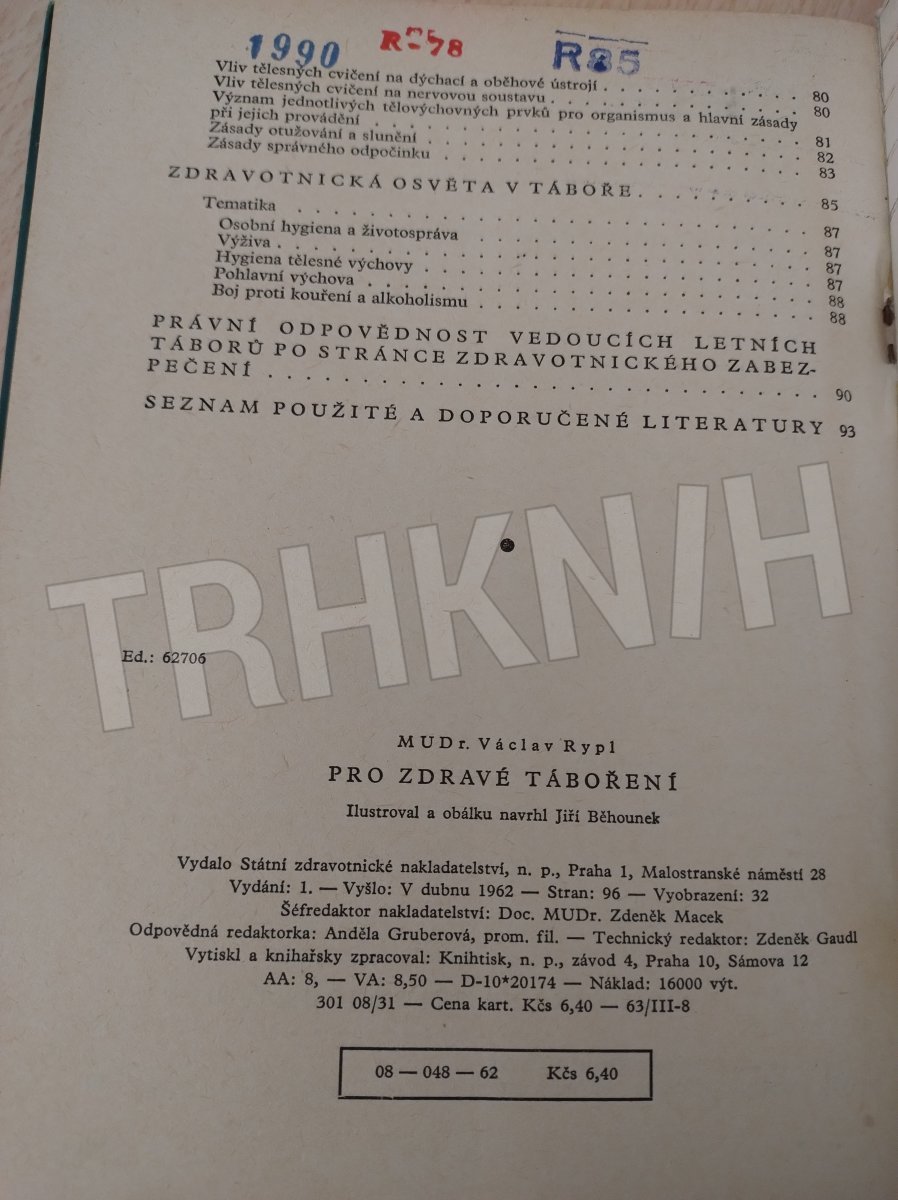 1990 R-78 R85
Vliv tělesných cvičení na dýchací a oběhové ústrojí . . . . . . . . . . . 80
Vliv tělesných cvičení na nervovou soustavu . . . . . . . . . . . . . . 80
Význam jednotlivých tělovýchovných prvků pro organismus a hlavní zásady
při jejich provádění . . . . . . . . . . . . . . . . . . . . . . . 81
Zásady otužování a slunění . . . . . . . . . . . . . . . . . . . . 82
Zásady správného odpočinku . . . . . . . . . . . . . . . . . . . 83
ZDRAVOTNICKÁ OSVĚTA V TÁBOŘE . . . . . . . . . 85
Tematika . . . . . . . . . . . . . . . . . . . . . . . . . . . 87
Osobní hygiena a životospráva . . . . . . . . . . . . . . . . . . 87
Výživa . . . . . . . . . . . . . . . . . . . . . . . . . . . 87
Hygiena tělesné výchovy . . . . . . . . . . . . . . . . . . . . 87
Pohlavní výchova . . . . . . . . . . . . . . . . . . . . . . . 88
Boj proti kouření a alkoholismu . . . . . . . . . . . . . . . . . 88
PRÁVNÍ ODPOVĚDNOST VEDOUCÍCH LETNÍCH
TÁBORŮ PO STRÁNCE ZDRAVOTNICKÉHO ZABEZ-
PEČENÍ . . . . . . . . . . . . . . . . . . . . . . . . . . . 90
SEZNAM POUŽITÉ A DOPORUČENÉ LITERATURY 93
TRHKNIH
Ed.: 62706
MUDr. Václav Rypl
PRO ZDRAVÉ TÁBOŘENÍ
Ilustroval a obálku navrhl Jiří Běhounek
Vydalo Státní zdravotnické nakladatelství, n. p., Praha 1, Malostranské náměstí 28
Vydání: 1. — Vyšlo: V dubnu 1962 — Stran: 96 — Vyobrazení: 32
Šéfredaktor nakladatelství: Doc. MUDr. Zdeněk Macek
Odpovědná redaktorka: Anděla Gruberová, prom. fil. — Technický redaktor: Zdeněk Gaudl
Vytiskl a knihařsky zpracoval: Knihtisk, n. p., závod 4, Praha 10, Sámova 12
AA: 8, — VA: 8,50 — D-10*20174 — Náklad: 16000 výt.
301 08/31 — Cena kart. Kčs 6,40 — 63/III-8
08 — 048 — 62 Kčs 6,40